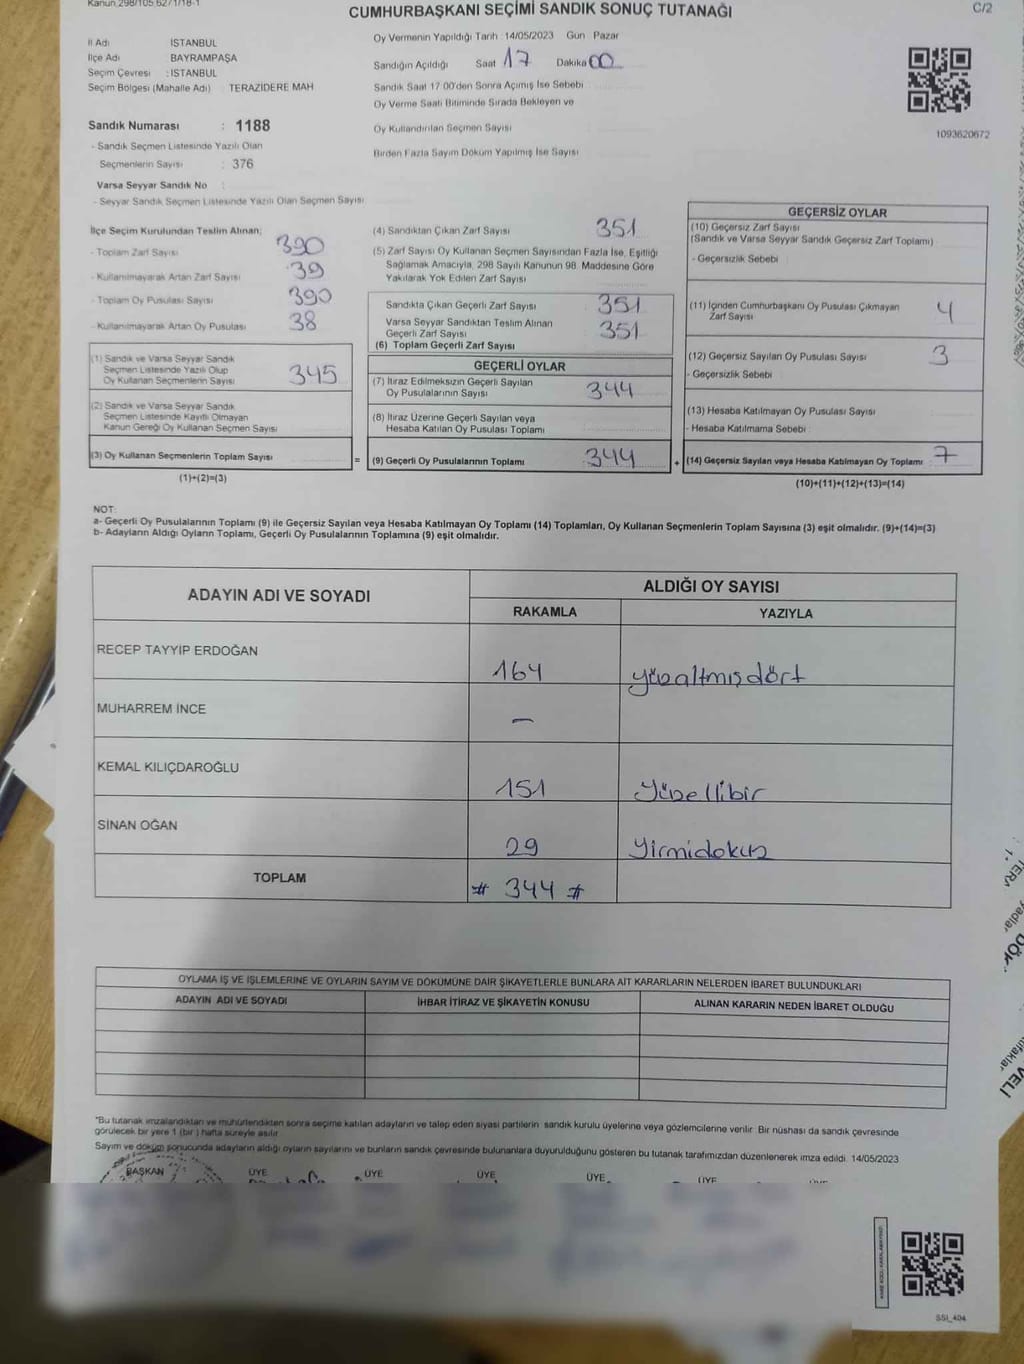 Kanun,298/105,6271/18-1
CUMHURBAŞKANI SEÇİMİ SANDIK SONUÇ TUTANAĞI
C/2
İl Adı İSTANBUL
İlçe Adı BAYRAMPAŞA
Seçim Çevresi : İSTANBUL
Seçim Bölgesi (Mahalle Adı) : TERAZİDERE MAH
Sandık Numarası : 1188
- Sandık Seçmen Listesinde Yazılı Olan
Seçmenlerin Sayısı : 376
Varsa Seyyar Sandık No :
- Seyyar Sandık Seçmen Listesinde Yazılı Olan Seçmen Sayısı
Oy Vermenin Yapıldığı Tarih :14/05/2023 Gün Pazar
Sandığın Açıldığı Saat 17 Dakika 00
Sandık Saat 17:00'den Sonra Açılmış İse Sebebi
Oy Verme Saati Bitiminde Sırada Bekleyen ve
Oy Kullandırılan Seçmen Sayısı
Birden Fazla Sayım Döküm Yapılmış İse Sayısı
1093620672
İlçe Seçim Kurulundan Teslim Alınan;
- Toplam Zarf Sayısı 390
- Kullanılmayarak Artan Zarf Sayısı 39
- Toplam Oy Pusulası Sayısı 390
- Kullanılmayarak Artan Oy Pusulası 38
(1) Sandık ve Varsa Seyyar Sandık
Seçmen Listesinde Yazılı Olup
Oy Kullanan Seçmenlerin Sayısı 345
(2) Sandık ve Varsa Seyyar Sandık
Seçmen Listesinde Kayıtlı Olmayan
Kanun Gereği Oy Kullanan Seçmen Sayısı
(3) Oy Kullanan Seçmenlerin Toplam Sayısı
(1)+(2)=(3)
=
(4) Sandıktan Çıkan Zarf Sayısı 351
(5) Zarf Sayısı Oy Kullanan Seçmen Sayısından Fazla İse, Eşitliği
Sağlamak Amacıyla, 298 Sayılı Kanunun 98. Maddesine Göre
Yakılarak Yok Edilen Zarf Sayısı
Sandıkta Çıkan Geçerli Zarf Sayısı 351
Varsa Seyyar Sandıktan Teslim Alınan
Geçerli Zarf Sayısı 351
(6) Toplam Geçerli Zarf Sayısı
GEÇERLİ OYLAR
(7) İtiraz Edilmeksizin Geçerli Sayılan
Oy Pusulalarının Sayısı 344
(8) İtiraz Üzerine Geçerli Sayılan veya
Hesaba Katılan Oy Pusulası Toplamı
(9) Geçerli Oy Pusulalarının Toplamı 344
+
GEÇERSİZ OYLAR
(10) Geçersiz Zarf Sayısı
(Sandık ve Varsa Seyyar Sandık Geçersiz Zarf Toplamı)
- Geçersizlik Sebebi
(11) İçinden Cumhurbaşkanı Oy Pusulası Çıkmayan
Zarf Sayısı 4
(12) Geçersiz Sayılan Oy Pusulası Sayısı 3
- Geçersizlik Sebebi
(13) Hesaba Katılmayan Oy Pusulası Sayısı
- Hesaba Katılmama Sebebi
(14) Geçersiz Sayılan veya Hesaba Katılmayan Oy Toplamı 7
(10)+(11)+(12)+(13)=(14)
NOT:
a- Geçerli Oy Pusulalarının Toplamı (9) ile Geçersiz Sayılan veya Hesaba Katılmayan Oy Toplamı (14) Toplamları, Oy Kullanan Seçmenlerin Toplam Sayısına (3) eşit olmalıdır. (9)+(14)=(3)
b- Adayların Aldığı Oyların Toplamı, Geçerli Oy Pusulalarının Toplamına (9) eşit olmalıdır.
ADAYIN ADI VE SOYADI
ALDIĞI OY SAYISI
RAKAMLA YAZIYLA
RECEP TAYYİP ERDOĞAN 164 yüzaltmışdört
MUHARREM İNCE —
KEMAL KILIÇDAROĞLU 151 Yüzellibir
SİNAN OĞAN 29 Yirmidokuz
TOPLAM # 344 #
OYLAMA İŞ VE İŞLEMLERİNE VE OYLARIN SAYIM VE DÖKÜMÜNE DAİR ŞİKAYETLERLE BUNLARA AİT KARARLARIN NELERDEN İBARET BULUNDUKLARI
ADAYIN ADI VE SOYADI İHBAR İTİRAZ VE ŞİKAYETİN KONUSU ALINAN KARARIN NEDEN İBARET OLDUĞU
*Bu tutanak imzalandıktan ve mühürlendikten sonra seçime katılan adayların ve talep eden siyasi partilerin sandık kurulu üyelerine veya gözlemcilerine verilir. Bir nüshası da sandık çevresinde
görülecek bir yere 1 (bir) hafta süreyle asılır.
Sayım ve döküm sonucunda adayların aldığı oyların sayılarını ve bunların sandık çevresinde bulunanlara duyurulduğunu gösteren bu tutanak tarafımızdan düzenlenerek imza edildi. 14/05/2023
BAŞKAN ÜYE ÜYE ÜYE ÜYE ÜYE
SSI_404